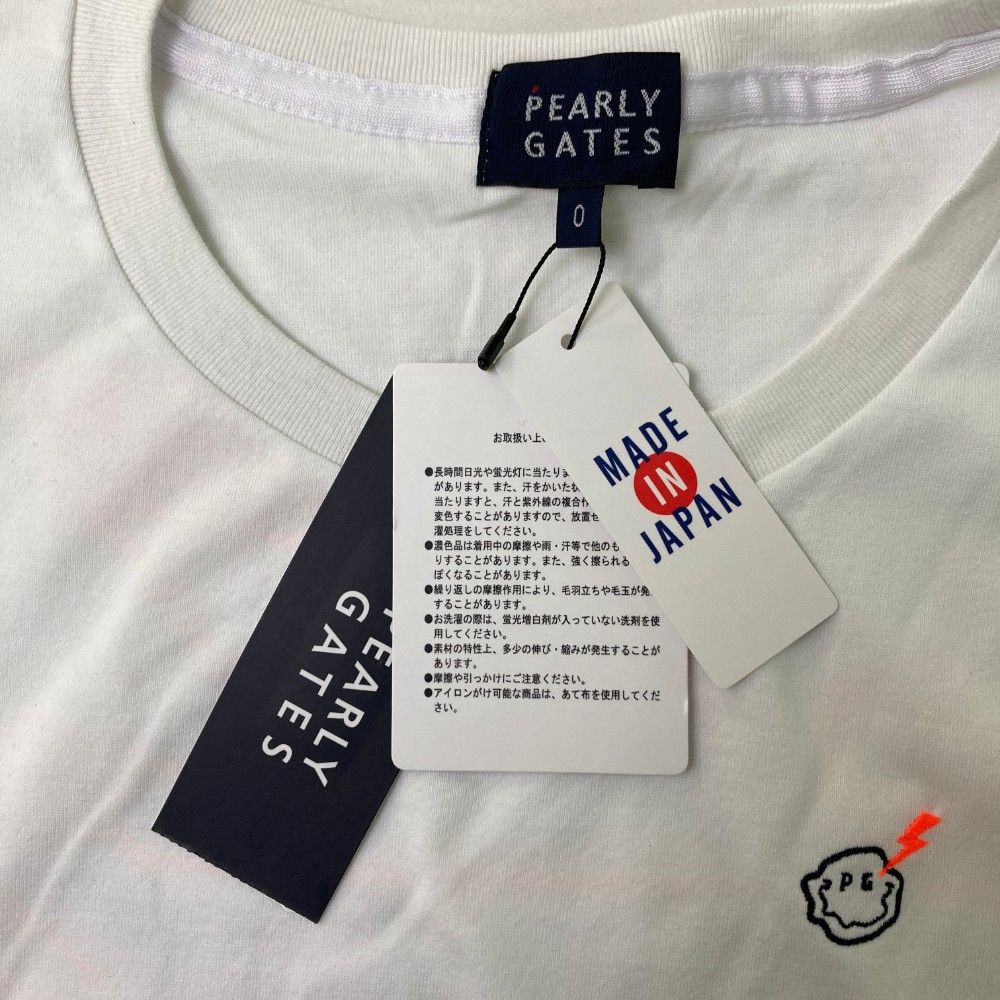 PEARLY
GATES
0
MADE
IN
JAPAN
お取扱い上、
●長時間日光や蛍光灯に当たりま
があります。また、汗をかいた状
当たりますと、汗と紫外線の複合作
変色することがありますので、放置せ
濯処理をしてください。
●濃色品は着用中の摩擦や雨・汗等で他のも
りすることがあります。また、強く擦られる
ぽくなることがあります。
●繰り返しの摩擦作用により、毛羽立ちや毛玉が発
することがあります。
●お洗濯の際は、蛍光増白剤が入っていない洗剤を使
用してください。
●素材の特性上、多少の伸び・縮みが発生することが
あります。
●摩擦や引っかけにご注意ください。
●アイロンがけ可能な商品は、あて布を使用してくだ
さい。
PEARLY
GATES
PG